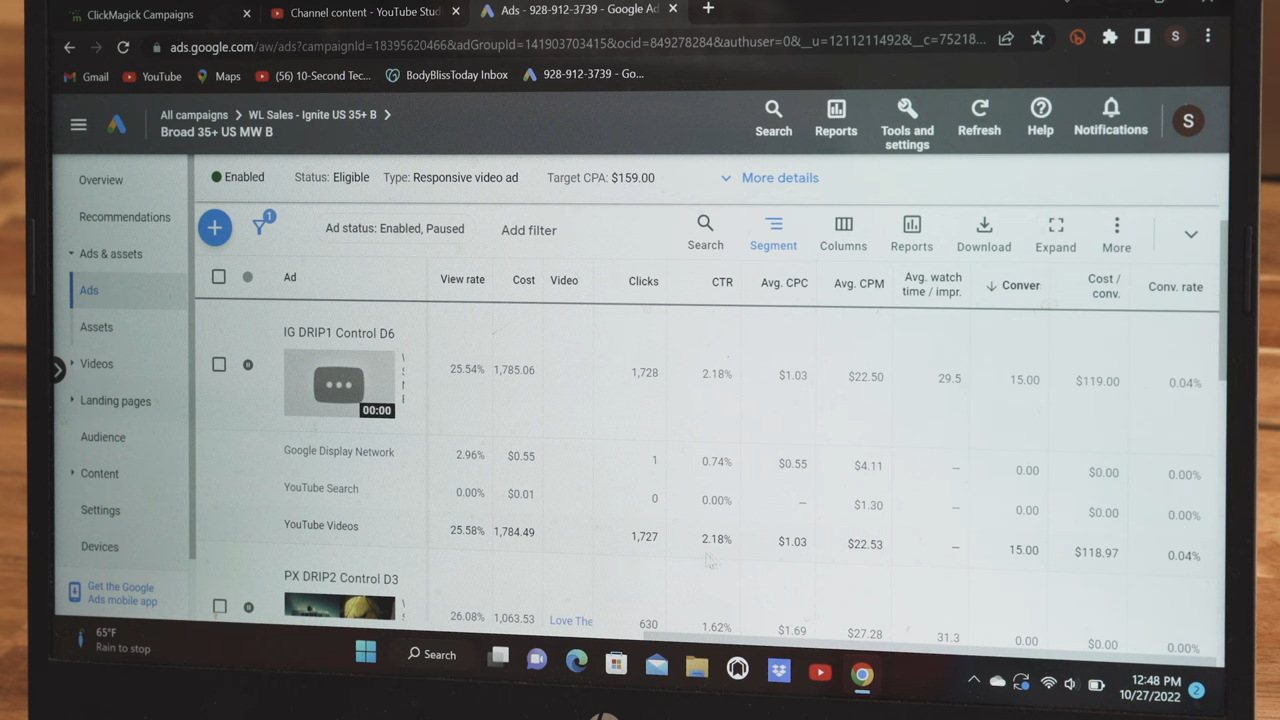 ClickMagick Campaigns
Channel content - YouTube Stud
Ads - 928-912-3739 - Google Ad
ads.google.com/aw/ads?campaignId=18395620466&adGroupId=141903703415&ocid=849278284&authuser=0&__u=1211211492&__c=75218...
S
Gmail
YouTube
Maps
(56) 10-Second Tec...
BodyBlissToday Inbox
928-912-3739 - Go...
All campaigns > WL Sales - Ignite US 35+ B >
Broad 35+ US MW B
Search
Reports
Tools and settings
Refresh
Help
Notifications
S
Overview
Recommendations
Ads & assets
Ads
Assets
Videos
Landing pages
Audience
Content
Settings
Devices
Get the Google
Ads mobile app
Enabled Status: Eligible Type: Responsive video ad Target CPA: $159.00 More details
1
Ad status: Enabled, Paused Add filter
Search Segment Columns Reports Download Expand More
Ad View rate Cost Video Clicks CTR Avg. CPC Avg. CPM Avg. watch time / impr. Conver Cost / conv. Conv. rate
IG DRIP1 Control D6
00:00
25.54% 1,785.06 1,728 2.18% $1.03 $22.50 29.5 15.00 $119.00 0.04%
Google Display Network 2.96% $0.55 1 0.74% $0.55 $4.11 – 0.00 $0.00 0.00%
YouTube Search 0.00% $0.01 0 0.00% – $1.30 – 0.00 $0.00 0.00%
YouTube Videos 25.58% 1,784.49 1,727 2.18% $1.03 $22.53 – 15.00 $118.97 0.04%
PX DRIP2 Control D3
26.08% 1,063.53 Love The 630 1.62% $1.69 $27.28 31.3 0.00 $0.00 0.00%
65°F
Rain to stop
Search
12:48 PM
10/27/2022
2